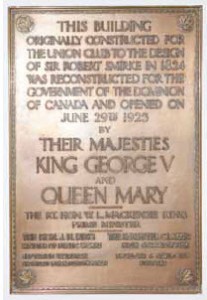 THIS BUILDING
ORIGINALLY CONSTRUCTED FOR
THE UNION CLUB TO THE DESIGN
OF SIR ROBERT SMIRKE IN 1824
WAS RECONSTRUCTED FOR THE
GOVERNMENT OF THE DOMINION
OF CANADA AND OPENED ON
JUNE 29TH 1925
BY
THEIR MAJESTIES
KING GEORGE V
AND
QUEEN MARY
THE RT. HON. W. L. MACKENZIE KING
PRIME MINISTER